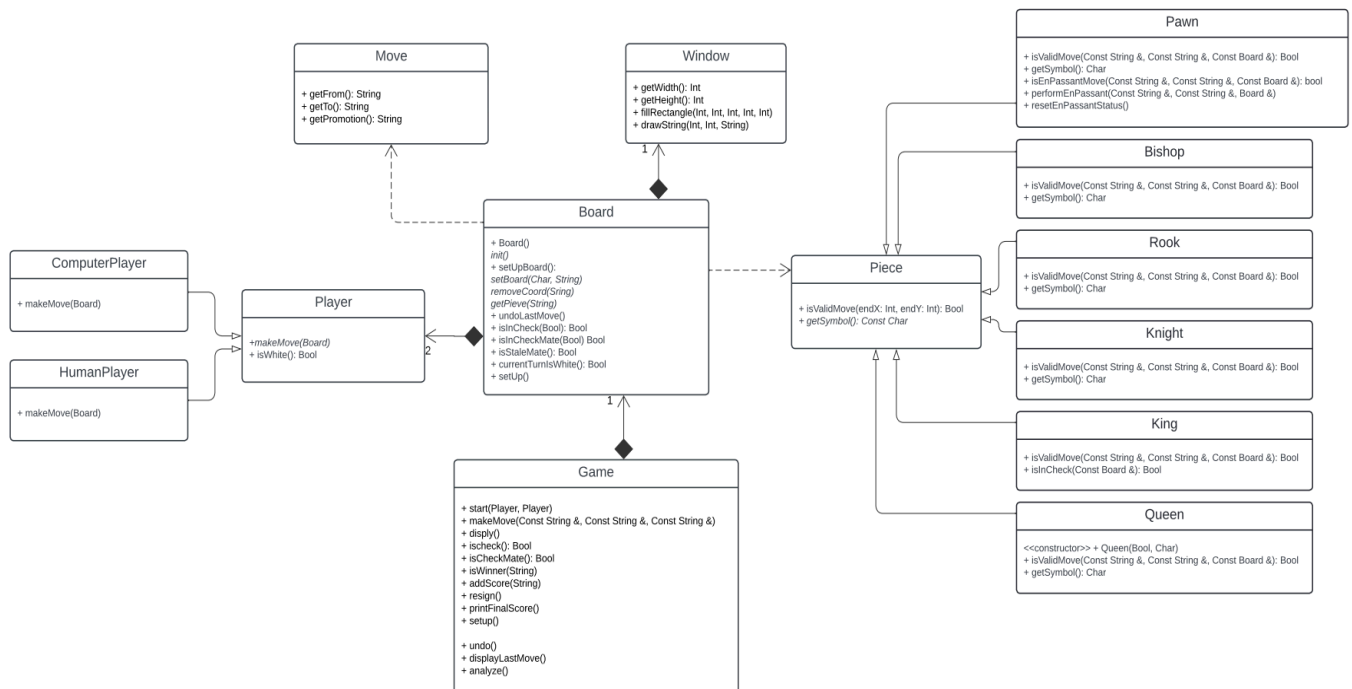 Move
+ getFrom(): String
+ getTo(): String
+ getPromotion(): String
Window
+ getWidth(): Int
+ getHeight(): Int
+ fillRectangle(Int, Int, Int, Int, Int)
+ drawString(Int, Int, String)
1
Pawn
+ isValidMove(Const String &, Const String &, Const Board &): Bool
+ getSymbol(): Char
+ isEnPassantMove(Const String &, Const String &, Const Board &): bool
+ performEnPassant(Const String &, Const String &, Board &)
+ resetEnPassantStatus()
Bishop
+ isValidMove(Const String &, Const String &, Const Board &): Bool
+ getSymbol(): Char
Board
+ Board()
init()
+ setUpBoard():
setBoard(Char, String)
removeCoord(Sring)
getPieve(String)
+ undoLastMove()
+ isInCheck(Bool): Bool
+ isInCheckMate(Bool) Bool
+ isStaleMate(): Bool
+ currentTurnIsWhite(): Bool
+ setUp()
ComputerPlayer
+ makeMove(Board)
Player
+makeMove(Board)
+ isWhite(): Bool
2
HumanPlayer
+ makeMove(Board)
Piece
+ isValidMove(endX: Int, endY: Int): Bool
+ getSymbol(): Const Char
Rook
+ isValidMove(Const String &, Const String &, Const Board &): Bool
+ getSymbol(): Char
Knight
+ isValidMove(Const String &, Const String &, Const Board &): Bool
+ getSymbol(): Char
King
+ isValidMove(Const String &, Const String &, Const Board &): Bool
+ isInCheck(Const Board &): Bool
Queen
<<constructor>> + Queen(Bool, Char)
+ isValidMove(Const String &, Const String &, Const Board &): Bool
+ getSymbol(): Char
1
Game
+ start(Player, Player)
+ makeMove(Const String &, Const String &, Const String &)
+ disply()
+ ischeck(): Bool
+ isCheckMate(): Bool
+ isWinner(String)
+ addScore(String)
+ resign()
+ printFinalScore()
+ setup()
+ undo()
+ displayLastMove()
+ analyze()